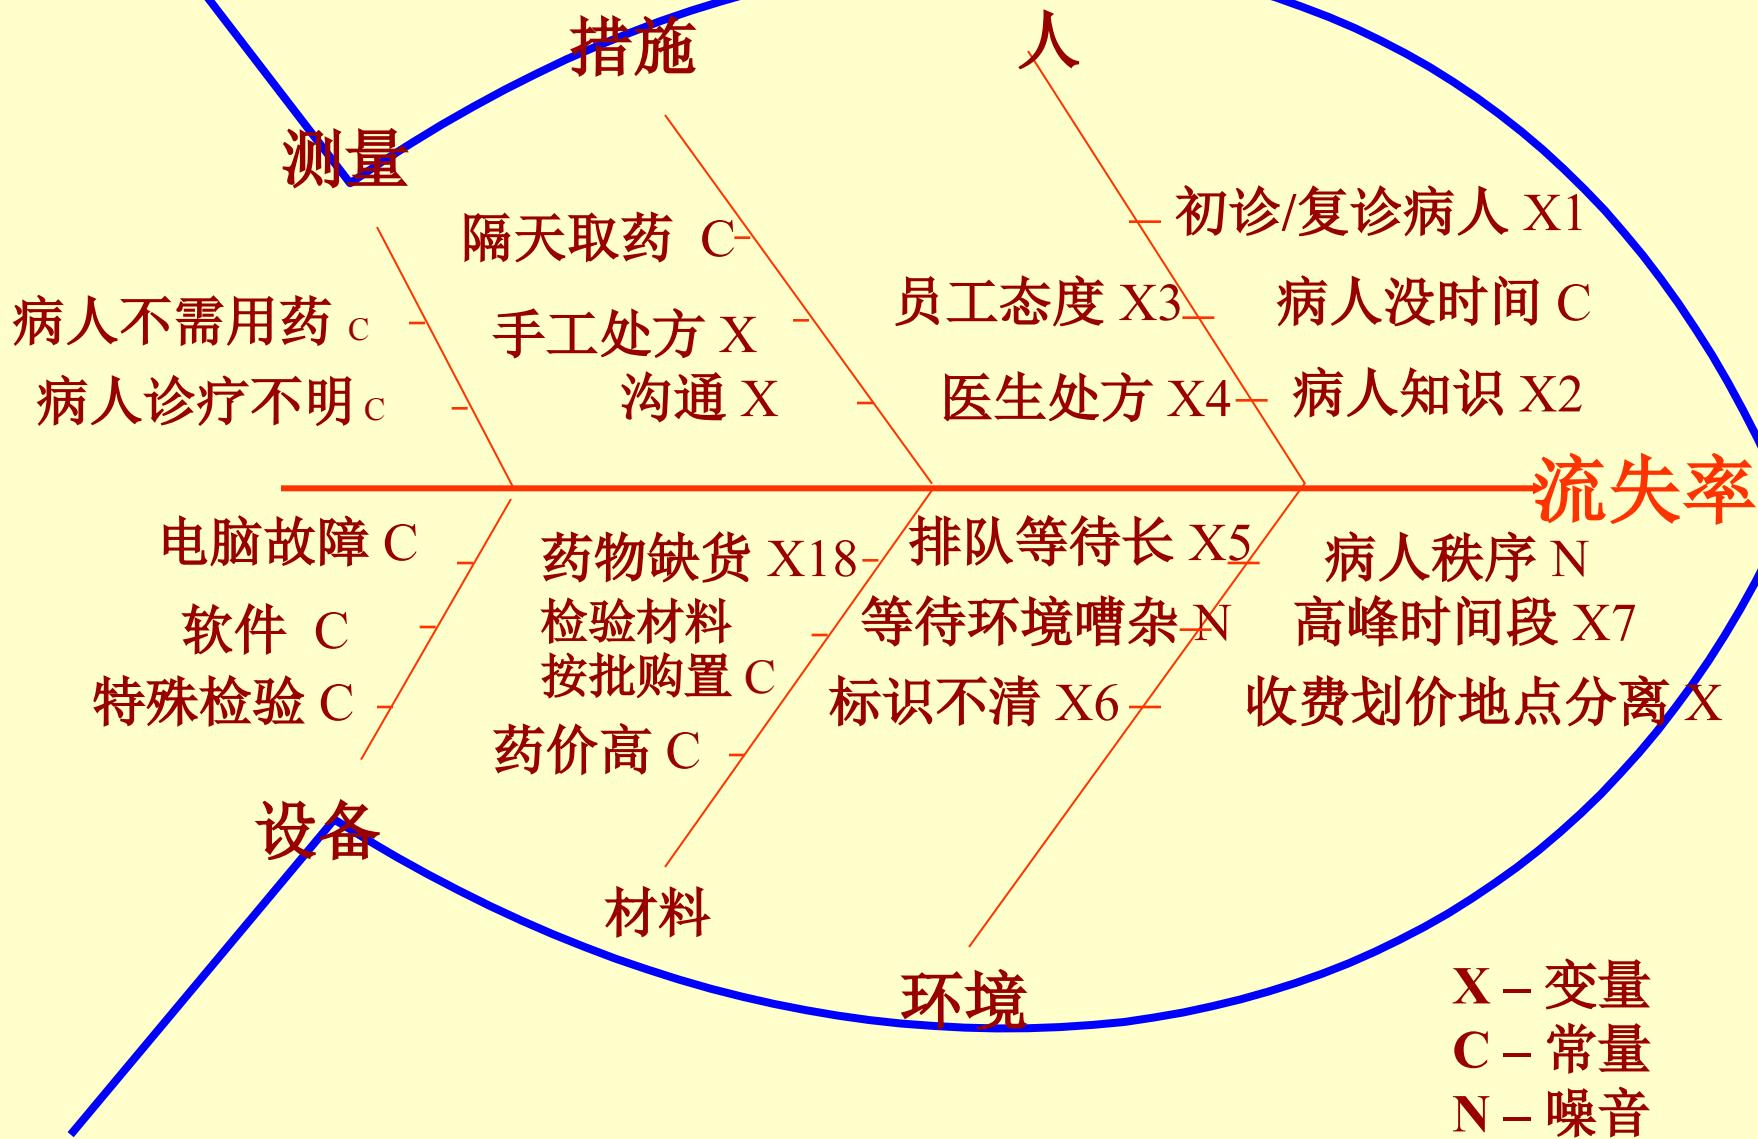 措施
人
测量
初诊/复诊病人 X1
隔天取药 C
员工态度 X3
病人没时间 C
病人不需用药 C
手工处方 X
病人诊疗不明 C
沟通 X
医生处方 X4
病人知识 X2
流失率
电脑故障 C
药物缺货 X18
排队等待长 X5
病人秩序 N
软件 C
检验材料
按批购置 C
等待环境嘈杂 N
高峰时间段 X7
特殊检验 C
标识不清 X6
收费划价地点分离 X
药价高 C
设备
材料
环境
X – 变量
C – 常量
N – 噪音